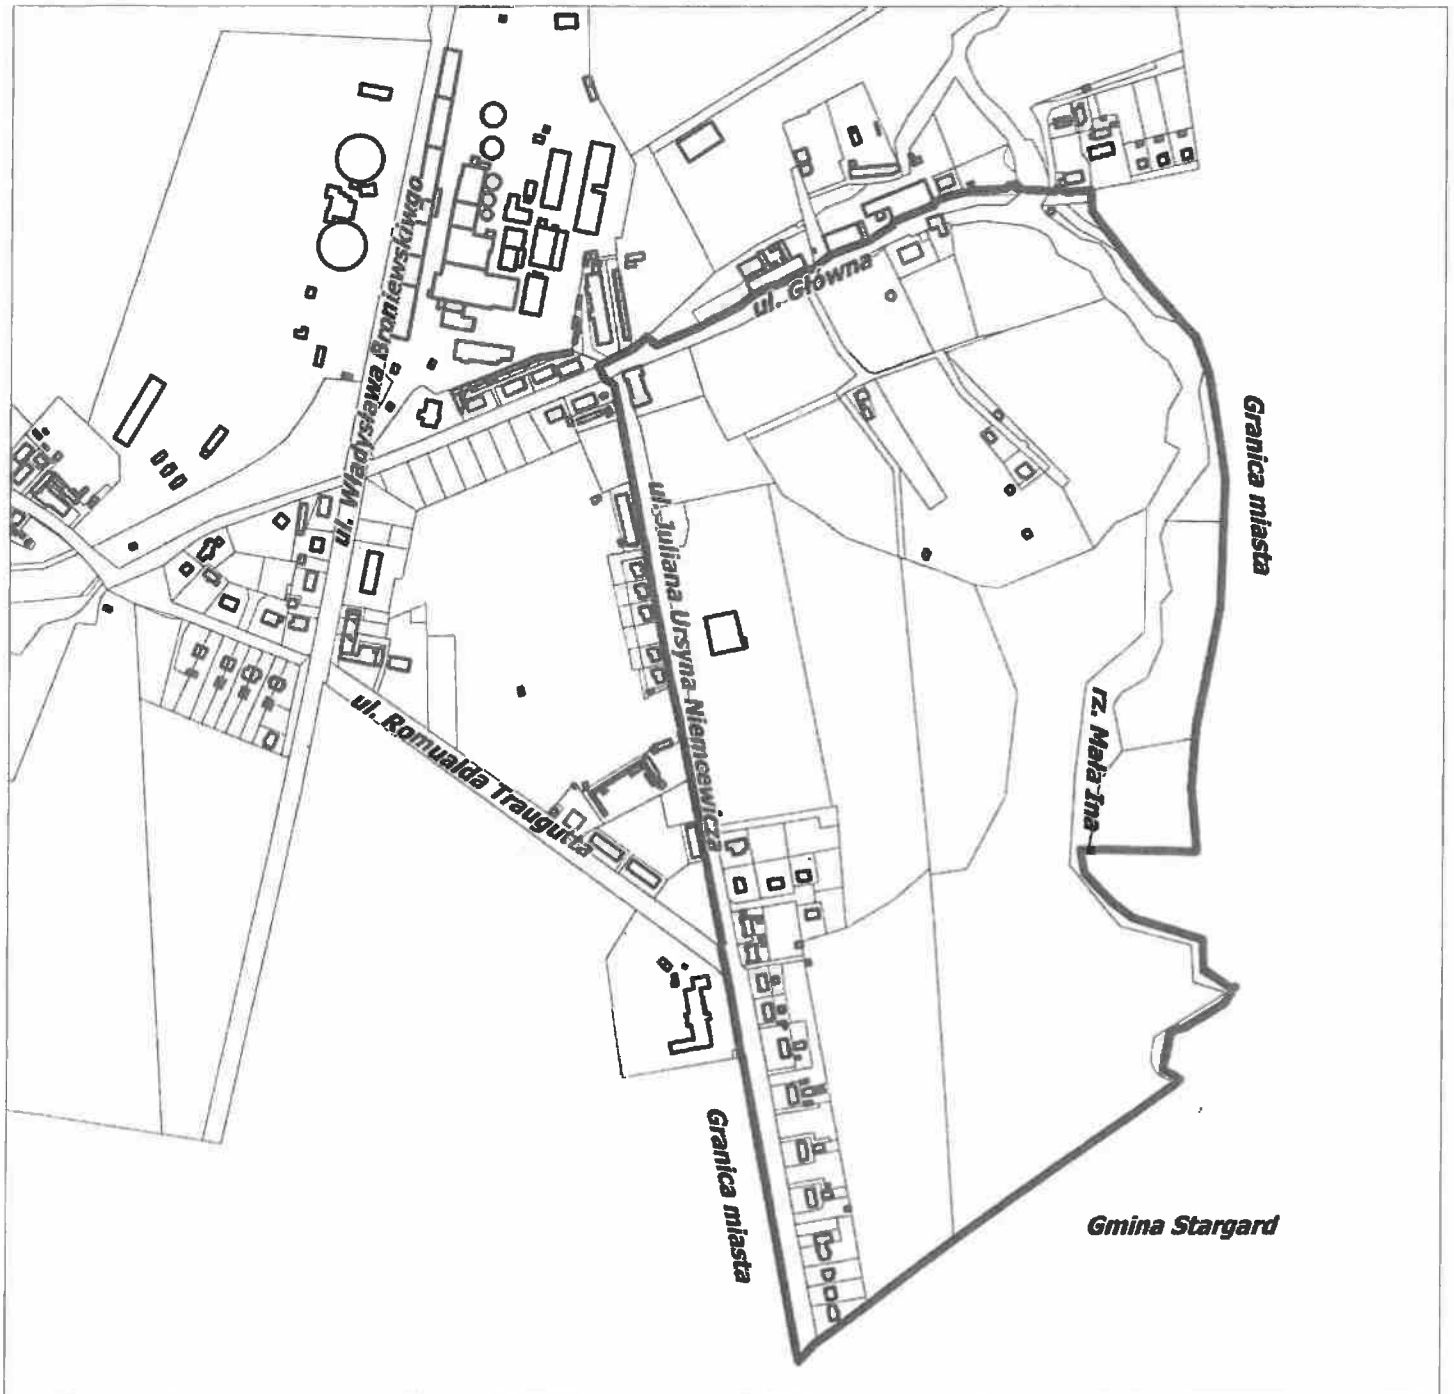 ul. Władysława Broniewskiwgo
ul. Główna
Granica miasta
ul. Juliana Ursyna Niemcewicza
rz. Mała Ina
ul. Romualda Traugutta
Granica miasta
Gmina Stargard